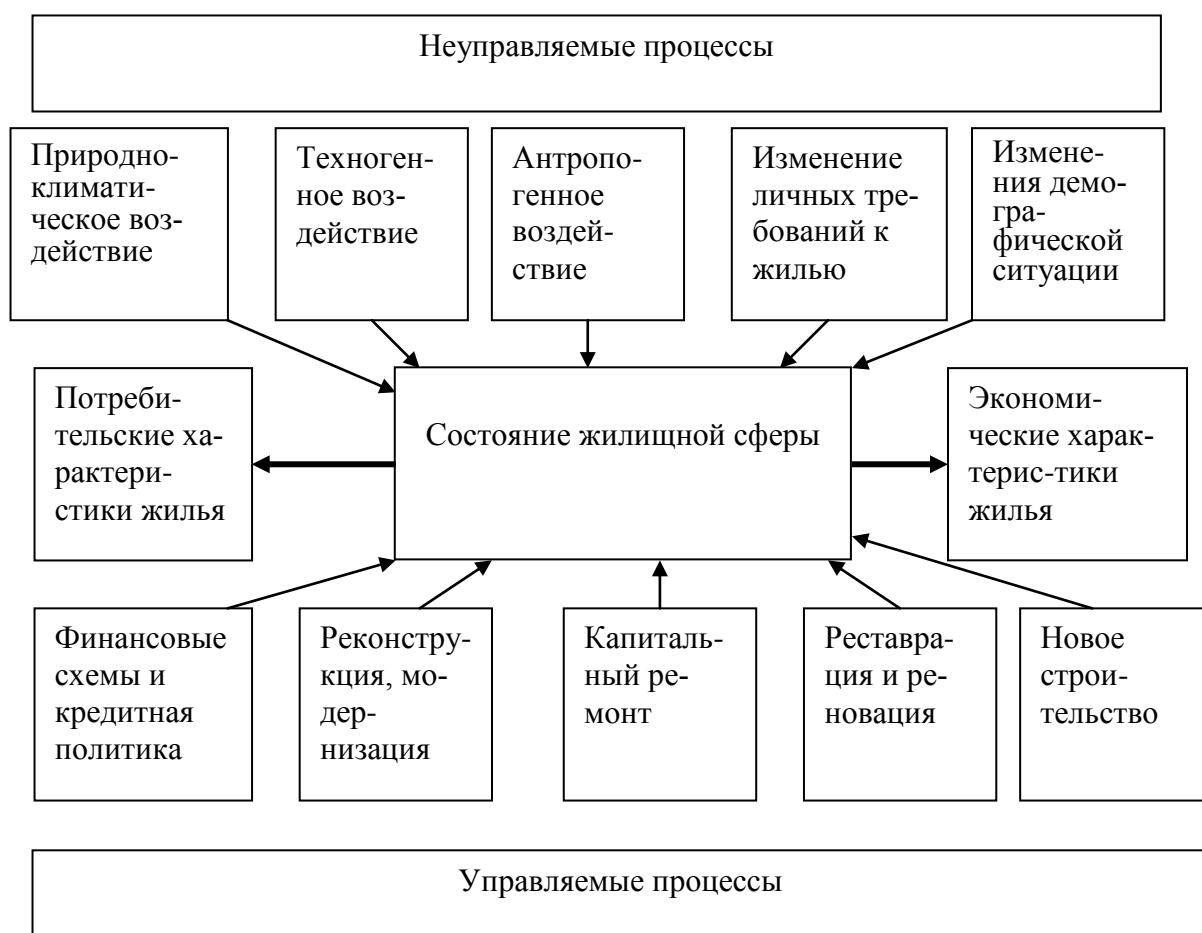 Неуправляемые процессы
Природно-
климати-
ческое воз-
действие
Техноген-
ное воз-
действие
Антропо-
генное
воздей-
ствие
Изменение
личных тре-
бований к
жилью
Измене-
ния демо-
гра-
фической
ситуации
Потреби-
тельские ха-
рактери-
стики жилья
Состояние жилищной сферы
Экономи-
ческие харак-
терис-тики
жилья
Финансовые
схемы и
кредитная
политика
Реконстру-
кция, мо-
дер-
низация
Капиталь-
ный ре-
монт
Реставра-
ция и ре-
новация
Новое
строи-
тельство
Управляемые процессы